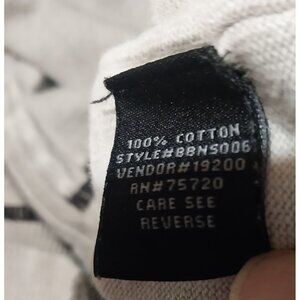 100% COTTON
STYLE#BBNS006
VENDOR#19200
RN#75720
CARE SEE
REVERSE